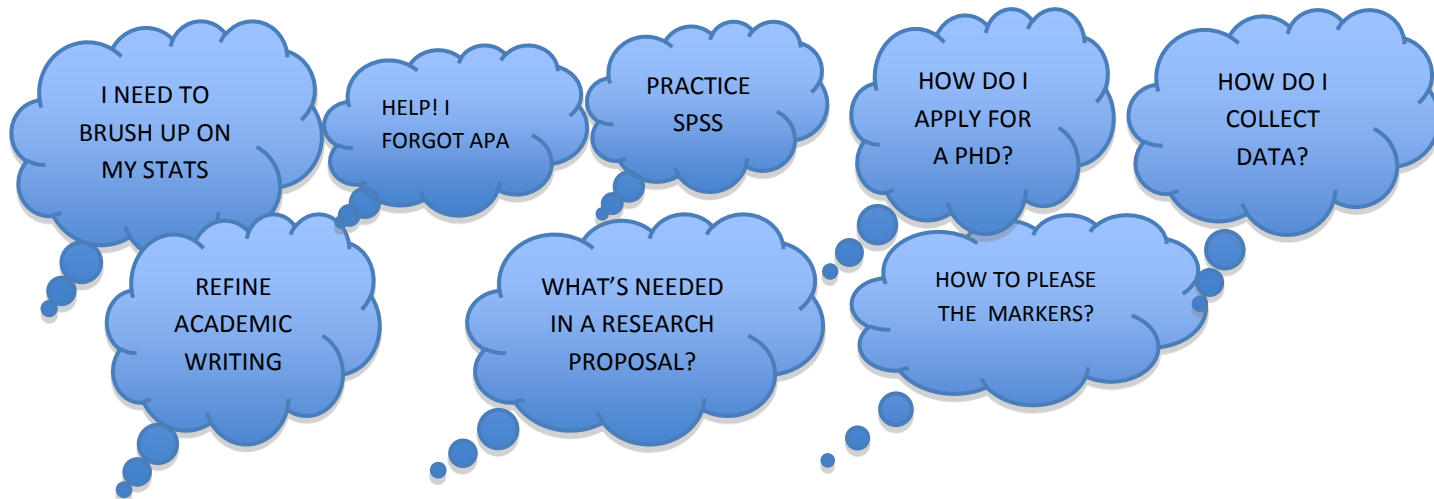 I NEED TO
BRUSH UP ON
MY STATS
HELP! I
FORGOT APA
PRACTICE
SPSS
HOW DO I
APPLY FOR
A PHD?
HOW DO I
COLLECT
DATA?
REFINE
ACADEMIC
WRITING
WHAT’S NEEDED
IN A RESEARCH
PROPOSAL?
HOW TO PLEASE
THE MARKERS?